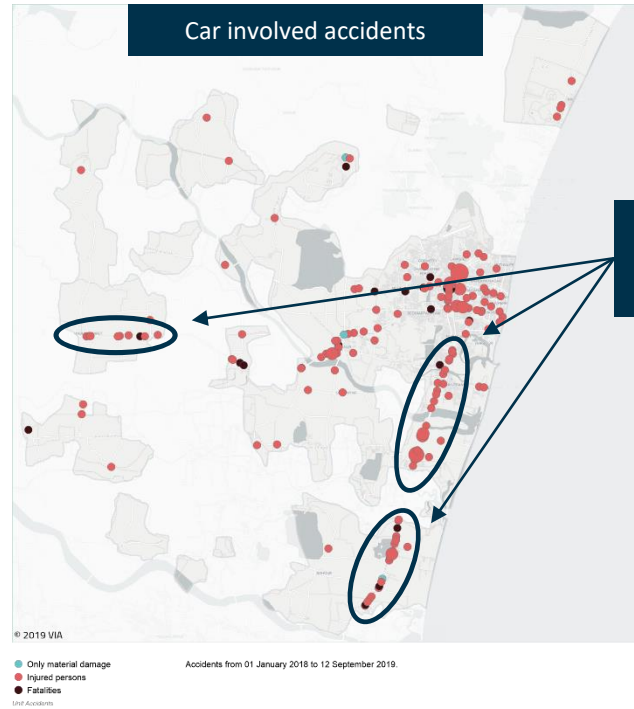 Car involved accidents
© 2019 VIA
Only material damage
Accidents from 01 January 2018 to 12 September 2019.
Injured persons
Fatalities
Unit Accidents